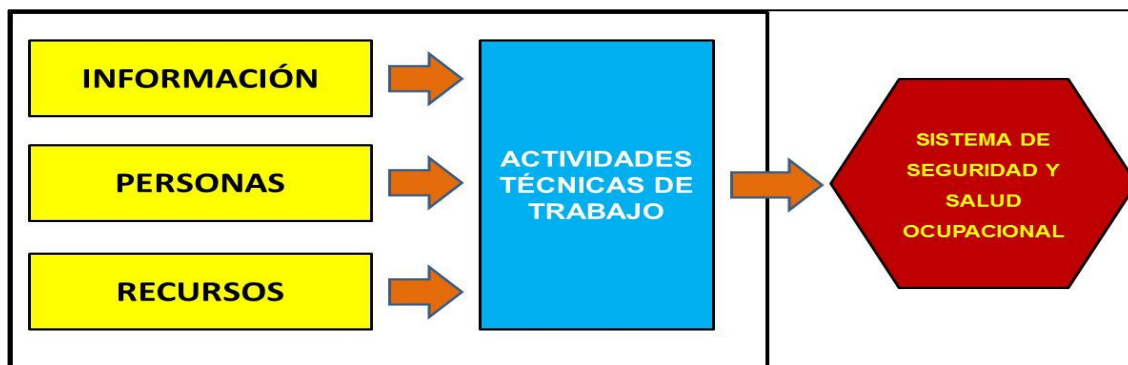 INFORMACIÓN
PERSONAS
RECURSOS
ACTIVIDADES
TÉCNICAS DE
TRABAJO
SISTEMA DE
SEGURIDAD Y
SALUD
OCUPACIONAL